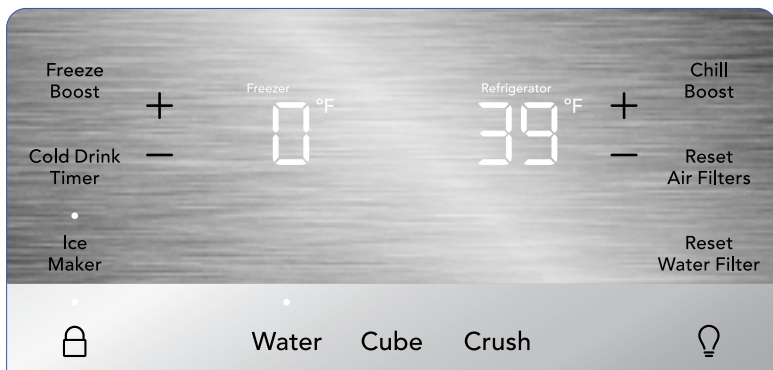 Freeze
Boost
+
Freezer
0 °F
Refrigerator
39 °F
+
Chill
Boost
Cold Drink
Timer
−
−
Reset
Air Filters
Ice
Maker
Reset
Water Filter
Water
Cube
Crush